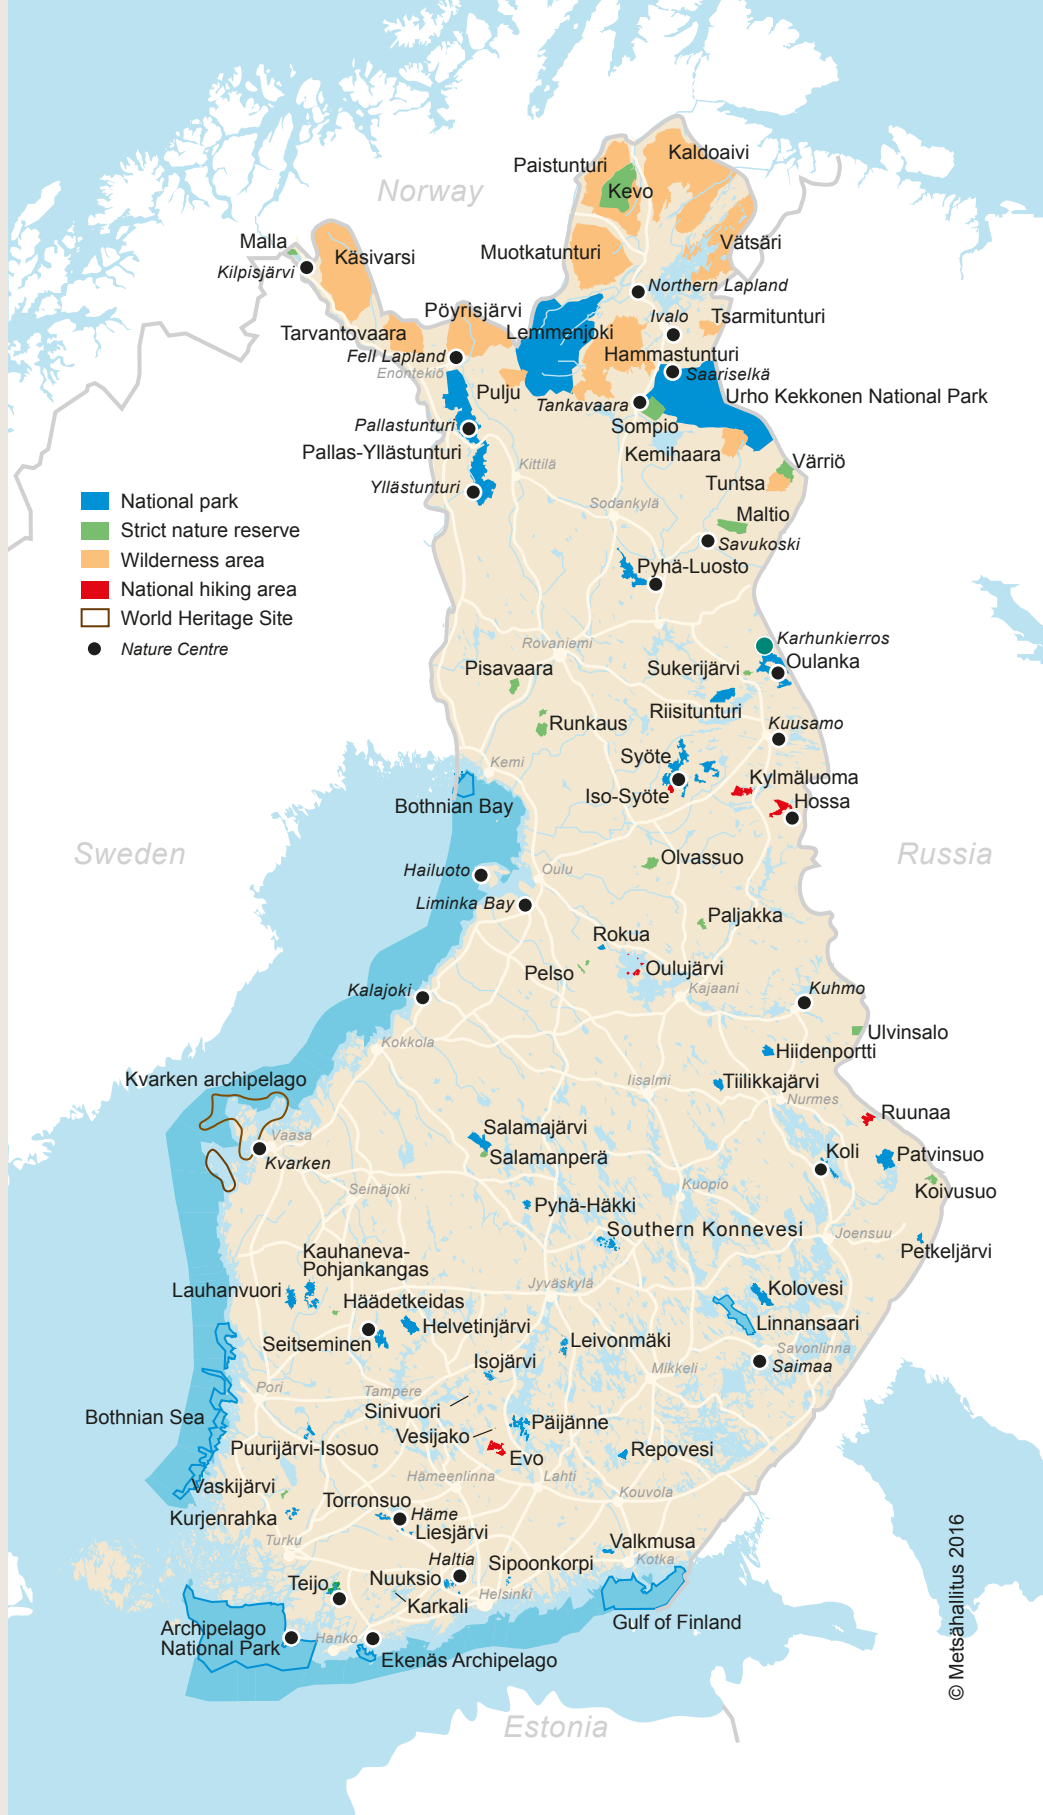 Paistunturi
Kaldoaivi
Kevo
Norway
Malla
Kilpisjärvi
Käsivarsi
Muotkatunturi
Vätsäri
Northern Lapland
Pöyrisjärvi
Tarvantovaara
Lemmenjoki
Ivalo
Tsarmitunturi
Fell Lapland
Enontekiö
Hammastunturi
Saariselkä
Pulju
Tankavaara
Urho Kekkonen National Park
Pallastunturi
Sompio
Pallas-Yllästunturi
Kemihaara
Kittilä
Värriö
Yllästunturi
Tuntsa
Sodankylä
Maltio
Savukoski
National park
Strict nature reserve
Wilderness area
National hiking area
World Heritage Site
Nature Centre
Pyhä-Luosto
Rovaniemi
Karhunkierros
Oulanka
Pisavaara
Sukerijärvi
Riisitunturi
Runkaus
Kuusamo
Syöte
Kemi
Kylmäluoma
Iso-Syöte
Hossa
Bothnian Bay
Sweden
Russia
Olvassuo
Hailuoto
Oulu
Liminka Bay
Paljakka
Rokua
Pelso
Oulujärvi
Kajaani
Kalajoki
Kuhmo
Ulvinsalo
Kokkola
Hiidenportti
Kvarken archipelago
Iisalmi
Tiilikkajärvi
Nurmes
Ruunaa
Vaasa
Kvarken
Salamajärvi
Salamanperä
Koli
Patvinsuo
Seinäjoki
Kuopio
Koivusuo
Pyhä-Häkki
Southern Konnevesi
Joensuu
Petkeljärvi
Kauhaneva-
Pohjankangas
Lauhanvuori
Jyväskylä
Kolovesi
Häädetkeidas
Linnansaari
Helvetinjärvi
Seitseminen
Leivonmäki
Savonlinna
Saimaa
Isojärvi
Mikkeli
Pori
Tampere
Sinivuori
Bothnian Sea
Vesijako
Päijänne
Puurijärvi-Isosuo
Evo
Repovesi
Hämeenlinna
Lahti
Vaskijärvi
Kouvola
Torronsuo
Kurjenrahka
Häme
Liesjärvi
Turku
Valkmusa
Haltia
Sipoonkorpi
Kotka
Teijo
Nuuksio
Karkali
Helsinki
Gulf of Finland
Archipelago
National Park
Hanko
Ekenäs Archipelago
Estonia
© Metsähallitus 2016